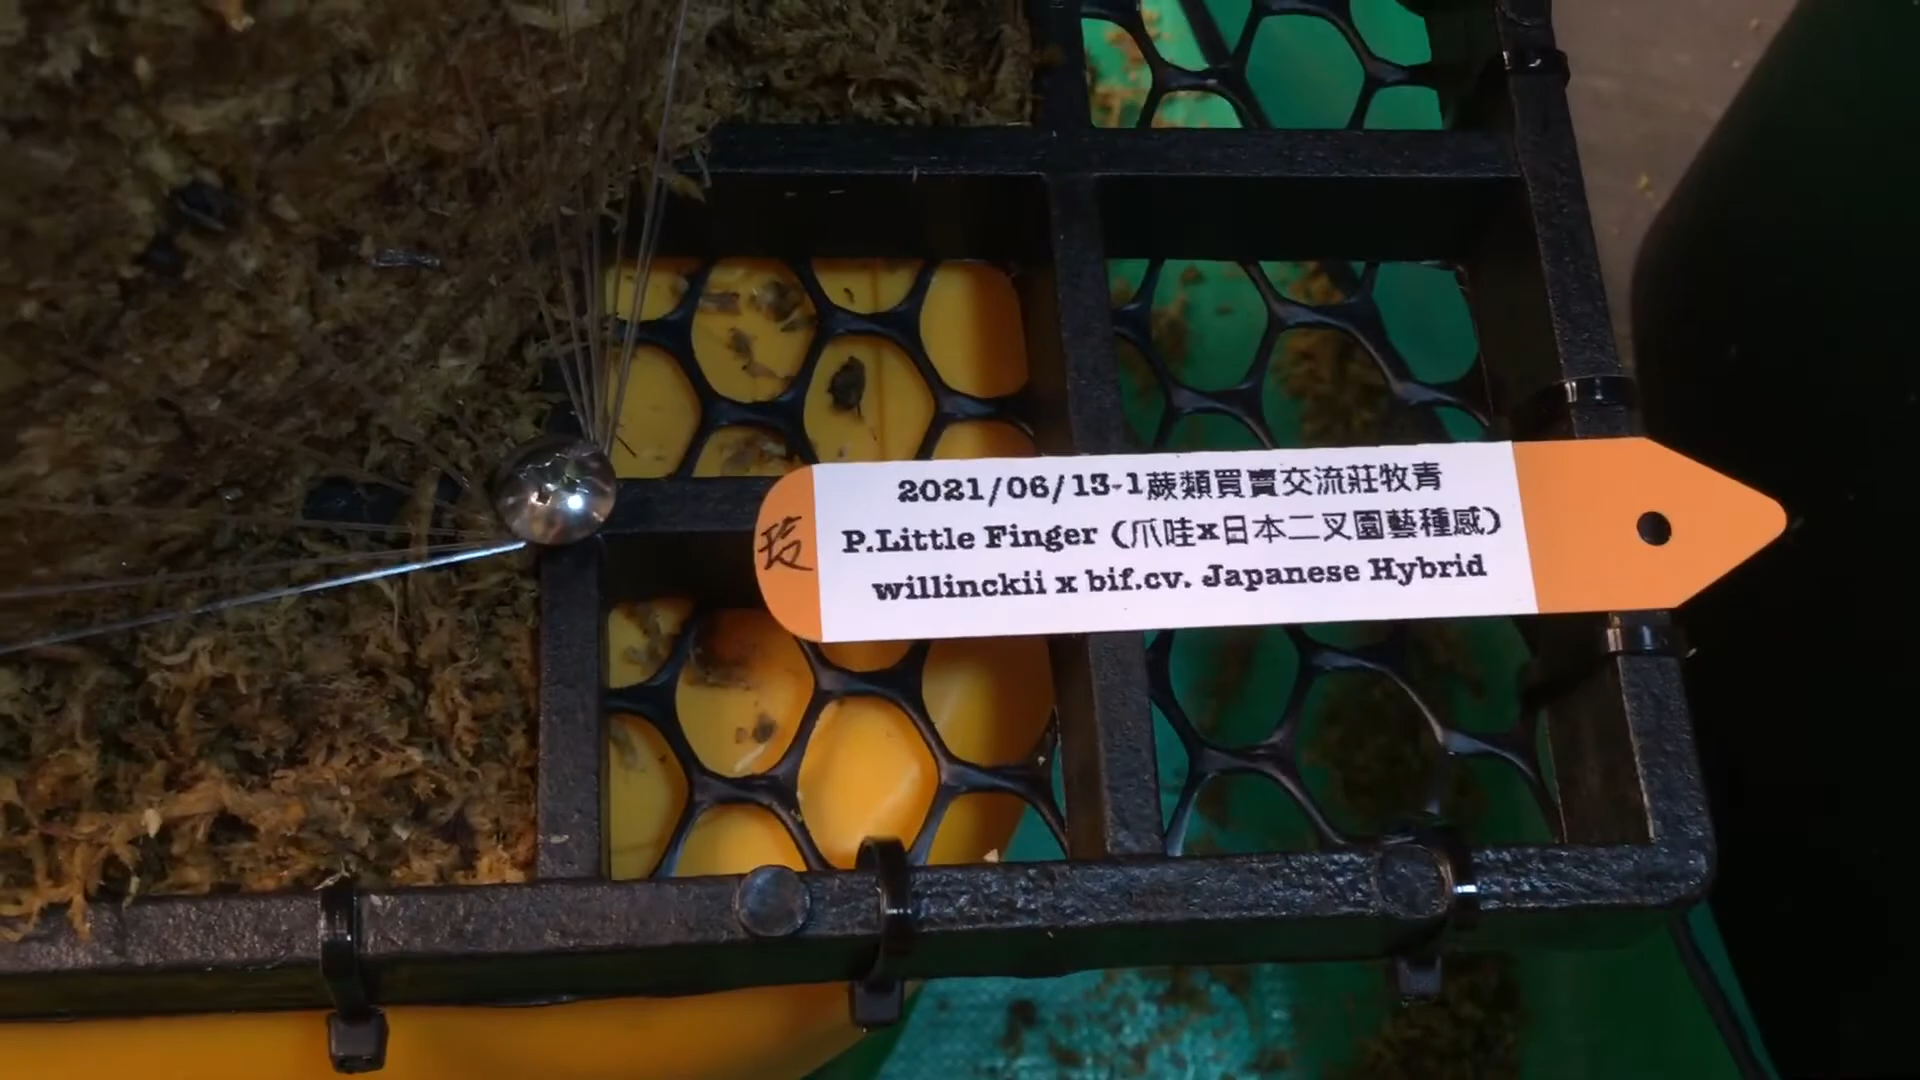 2021/06/13-1蕨類買賣交流莊牧青
P.Little Finger (爪哇x日本二叉園藝種感)
willinckii x bif.cv. Japanese Hybrid